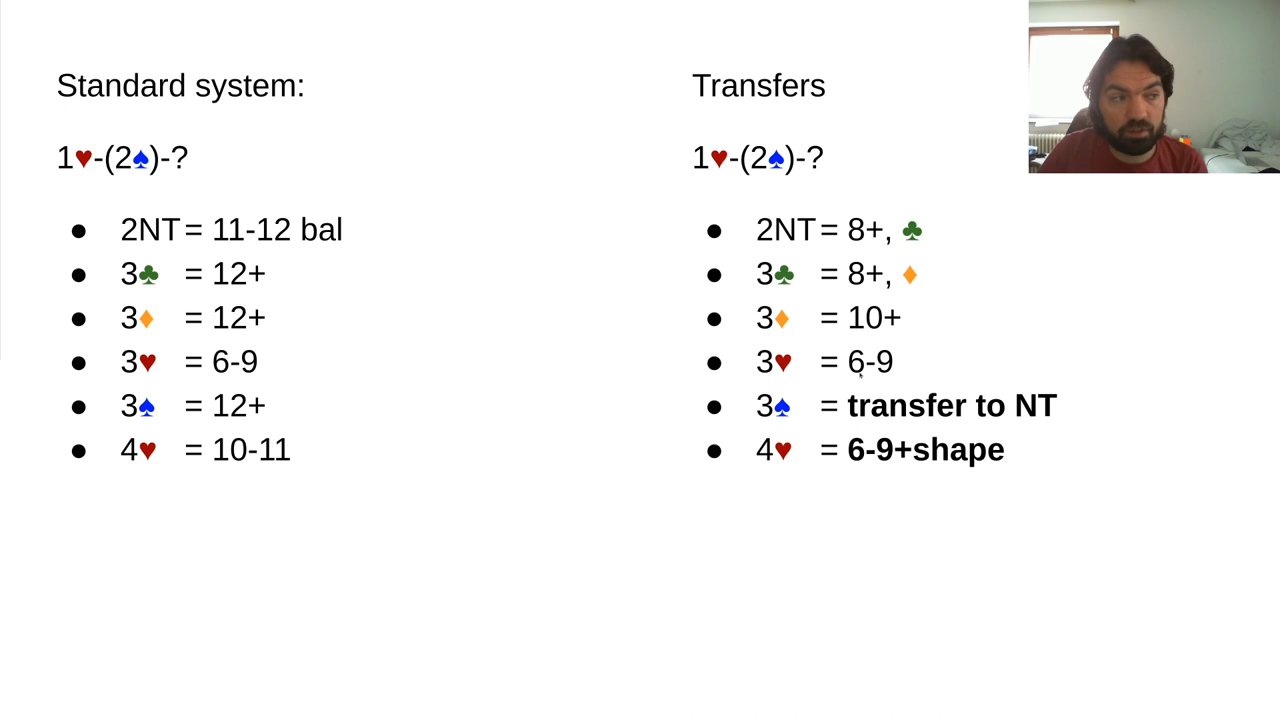 Standard system:
1♥-(2♠)-?
● 2NT = 11-12 bal
● 3♣ = 12+
● 3♦ = 12+
● 3♥ = 6-9
● 3♠ = 12+
● 4♥ = 10-11
Transfers
1♥-(2♠)-?
● 2NT = 8+, ♣
● 3♣ = 8+, ♦
● 3♦ = 10+
● 3♥ = 6-9
● 3♠ = transfer to NT
● 4♥ = 6-9+shape